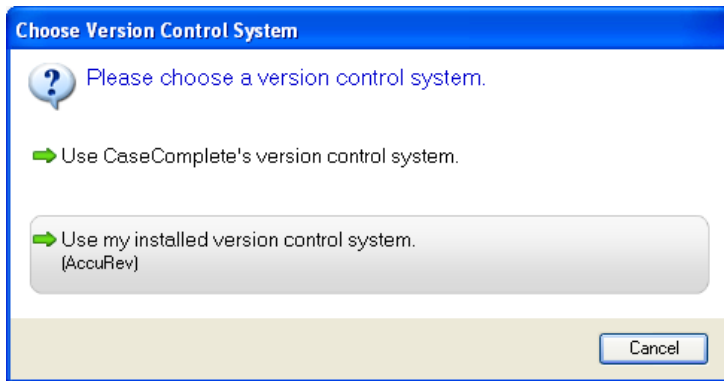 Choose Version Control System
Please choose a version control system.
Use CaseComplete's version control system.
Use my installed version control system.
(AccuRev)
Cancel